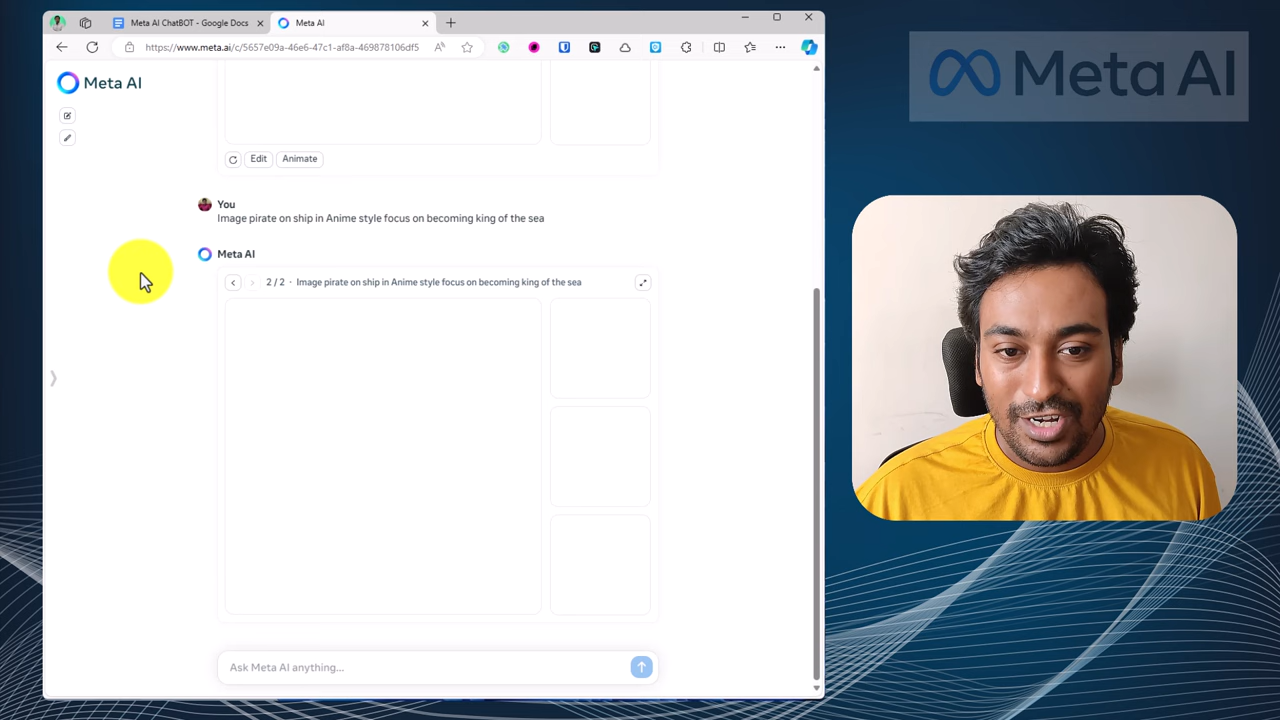 Meta AI ChatBOT - Google Docs
Meta AI
https://www.meta.ai/c/5657e09a-46e6-47c1-af8a-469878106df5
Meta AI
Meta AI
Edit
Animate
You
Image pirate on ship in Anime style focus on becoming king of the sea
Meta AI
2 / 2 · Image pirate on ship in Anime style focus on becoming king of the sea
Ask Meta AI anything...